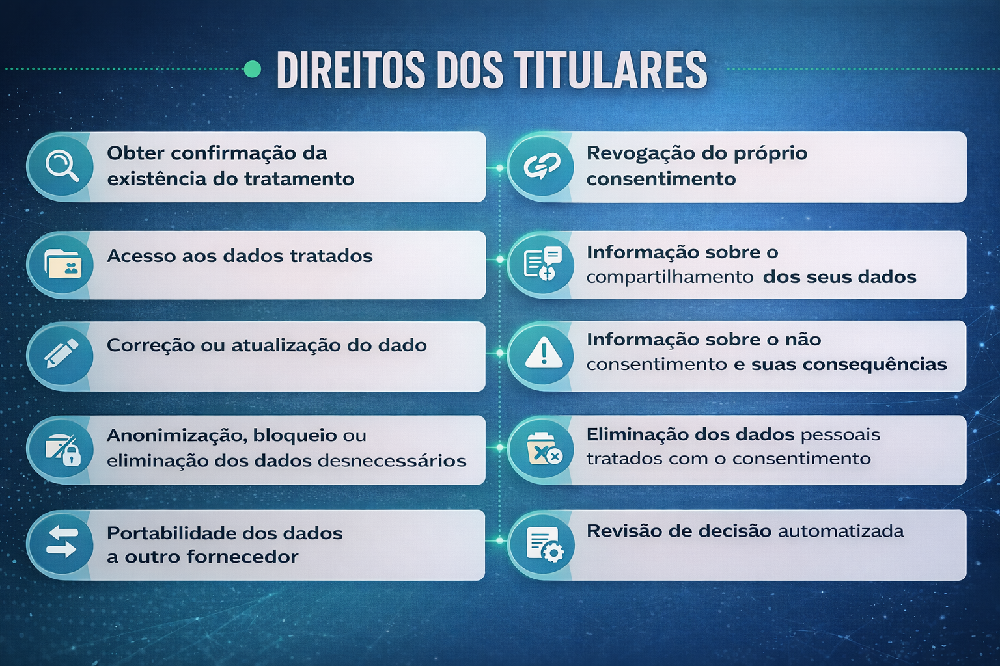 DIREITOS DOS TITULARES
Obter confirmação da
existência do tratamento
Acesso aos dados tratados
Correção ou atualização do dado
Anonimização, bloqueio ou
eliminação dos dados desnecessários
Portabilidade dos dados
a outro fornecedor
Revogação do próprio
consentimento
Informação sobre o
compartilhamento dos seus dados
Informação sobre o não
consentimento e suas consequências
Eliminação dos dados pessoais
tratados com o consentimento
Revisão de decisão automatizada